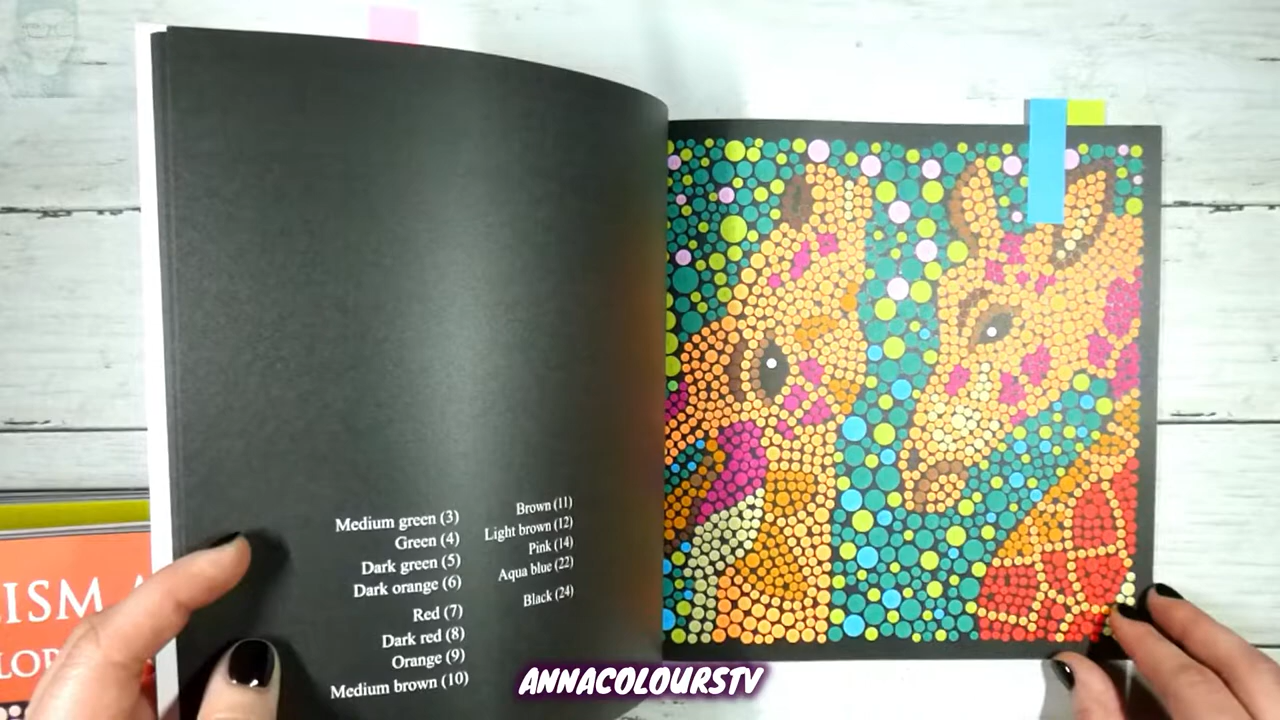 Medium green (3)
Green (4)
Dark green (5)
Dark orange (6)
Red (7)
Dark red (8)
Orange (9)
Medium brown (10)
Brown (11)
Light brown (12)
Pink (14)
Aqua blue (22)
Black (24)
ISM
LOR
ANNACOLOURSTV